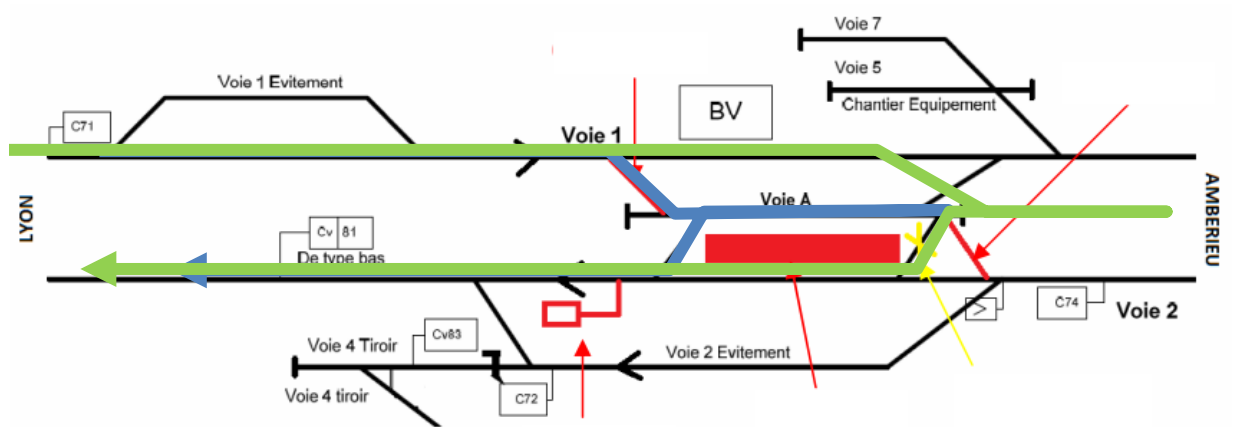 Voie 7
Voie 5
Chantier Equipement
Voie 1 Evitement
C71
Voie 1
BV
LYON
AMBERIEU
Voie A
Cv 81
De type bas
C74
Voie 2
Cv83
Voie 4 Tiroir
Voie 2 Evitement
Voie 4 tiroir
C72